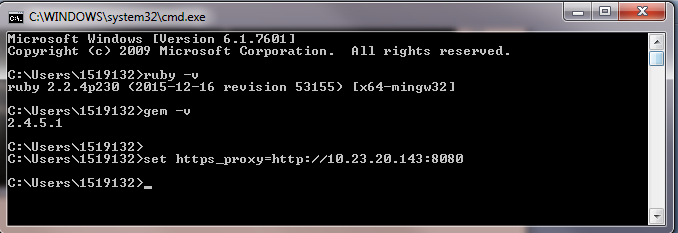 C:\WINDOWS\system32\cmd.exe
Microsoft Windows [Version 6.1.7601]
Copyright (c) 2009 Microsoft Corporation.  All rights reserved.
C:\Users\1519132>ruby -v
ruby 2.2.4p230 (2015-12-16 revision 53155) [x64-mingw32]
C:\Users\1519132>gem -v
2.4.5.1
C:\Users\1519132>
C:\Users\1519132>set https_proxy=http://10.23.20.143:8080
C:\Users\1519132>_